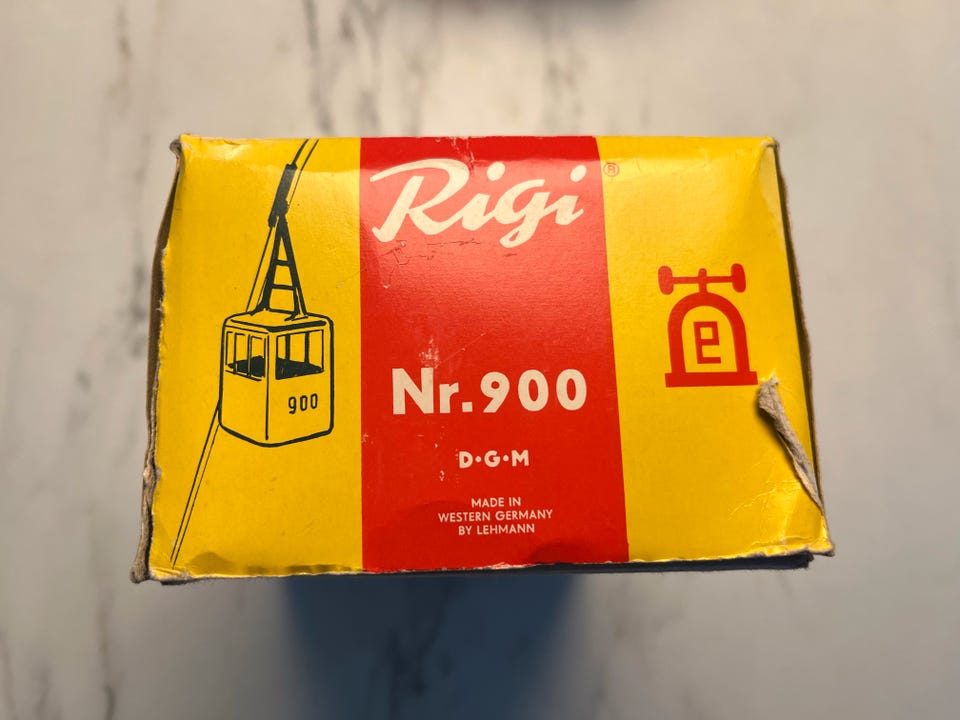 Rigi®
900
Nr. 900
e
D•G•M
MADE IN
WESTERN GERMANY
BY LEHMANN